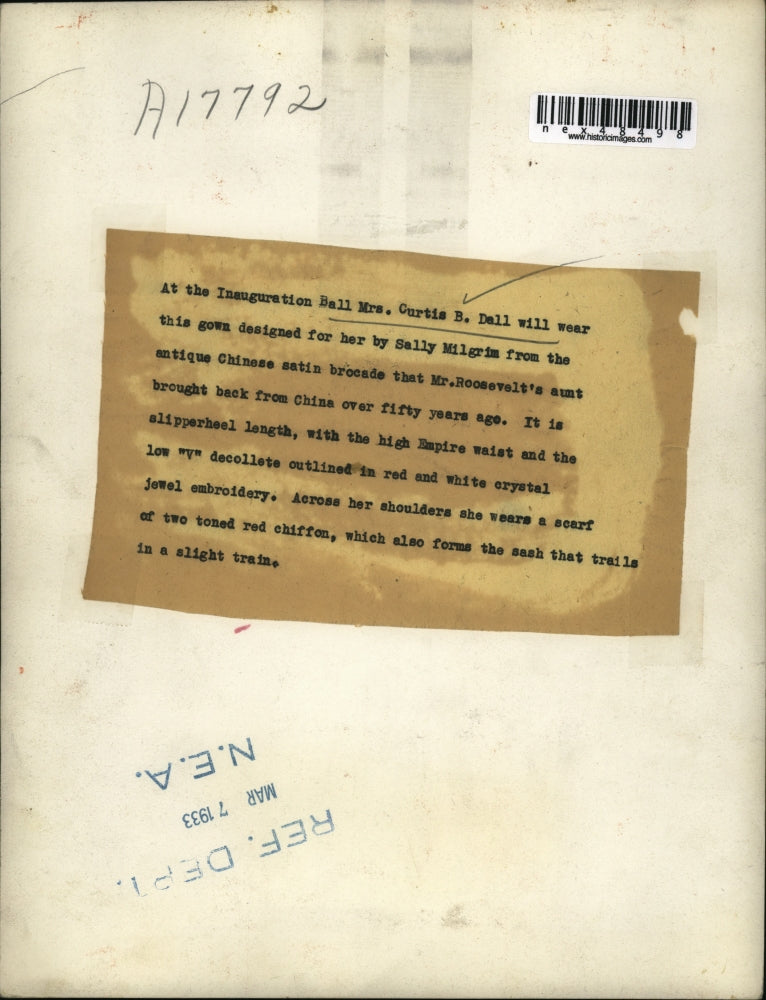 A17792
nex48498
www.historicimages.com
At the Inauguration Ball Mrs. Curtis B. Dall will wear
this gown designed for her by Sally Milgrim from the
antique Chinese satin brocade that Mr.Roosevelt's aunt
brought back from China over fifty years ago. It is
slipperheel length, with the high Empire waist and the
low "V" decollete outlined in red and white crystal
jewel embroidery. Across her shoulders she wears a scarf
of two toned red chiffon, which also forms the sash that trails
in a slight train.
REF. DEPT.
MAR 7 1933
N.E.A.